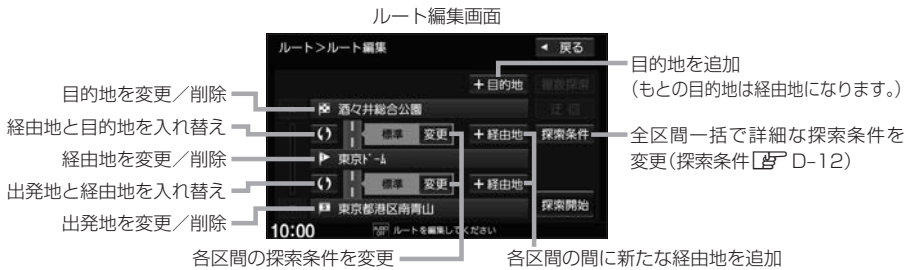 ルート編集画面
ルート>ルート編集
◀ 戻る
+目的地
複数探索
酒々井総合公園
迂回
標準 変更
+経由地
探索条件
東京ドーム
標準 変更
+経由地
東京都港区南青山
探索開始
10:00
AUDIO OFF
ルートを編集してください
目的地を変更／削除
経由地と目的地を入れ替え
経由地を変更／削除
出発地と経由地を入れ替え
出発地を変更／削除
目的地を追加
（もとの目的地は経由地になります。）
全区間一括で詳細な探索条件を
変更（探索条件 D-12）
各区間の探索条件を変更
各区間の間に新たな経由地を追加